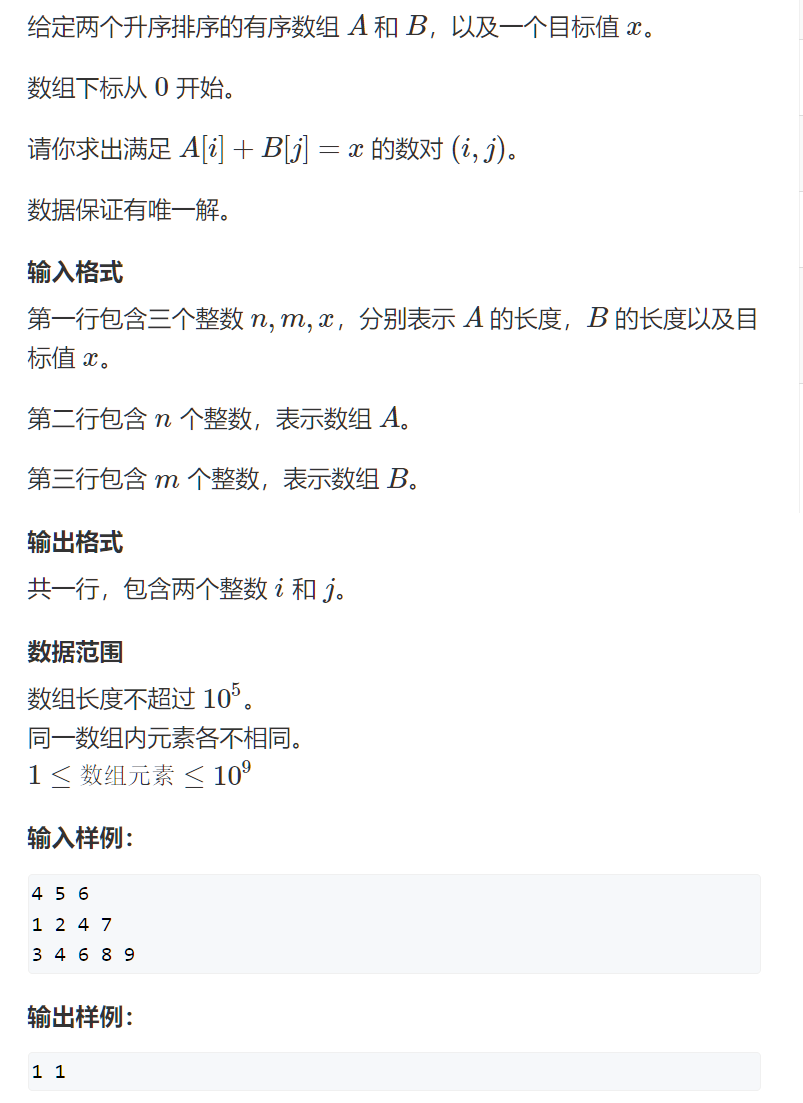 给定两个升序排序的有序数组 A 和 B，以及一个目标值 x。
数组下标从 0 开始。
请你求出满足 A[i] + B[j] = x 的数对 (i, j)。
数据保证有唯一解。
输入格式
第一行包含三个整数 n, m, x，分别表示 A 的长度，B 的长度以及目
标值 x。
第二行包含 n 个整数，表示数组 A。
第三行包含 m 个整数，表示数组 B。
输出格式
共一行，包含两个整数 i 和 j。
数据范围
数组长度不超过 10⁵。
同一数组内元素各不相同。
1 ≤ 数组元素 ≤ 10⁹
输入样例：
4 5 6
1 2 4 7
3 4 6 8 9
输出样例：
1 1